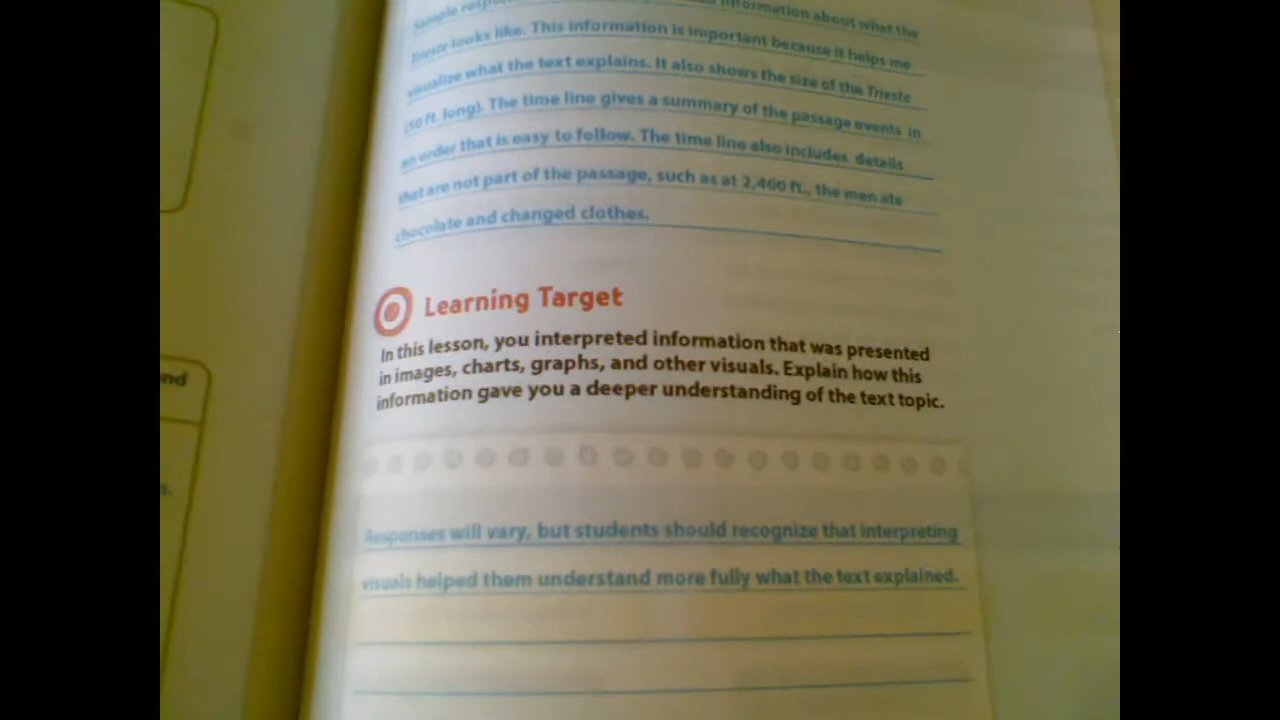 Sample information about what the
Trieste looks like. This information is important because it helps me
visualize what the text explains. It also shows the size of the Trieste
(50 ft. long). The time line gives a summary of the passage events in
an order that is easy to follow. The time line also includes details
that are not part of the passage, such as at 2,460 ft., the men ate
chocolate and changed clothes.
Learning Target
In this lesson, you interpreted information that was presented
in images, charts, graphs, and other visuals. Explain how this
information gave you a deeper understanding of the text topic.
Responses will vary, but students should recognize that interpreting
visuals helped them understand more fully what the text explained.